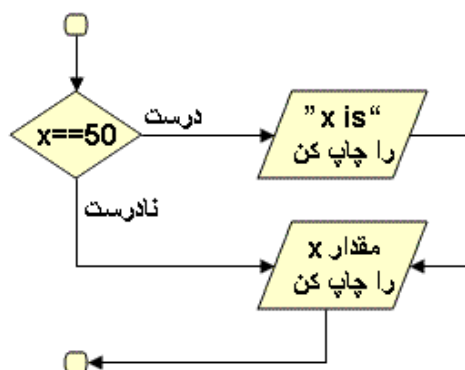 x==50
درست
"x is"
را چاپ کن
نادرست
مقدار x
را چاپ کن